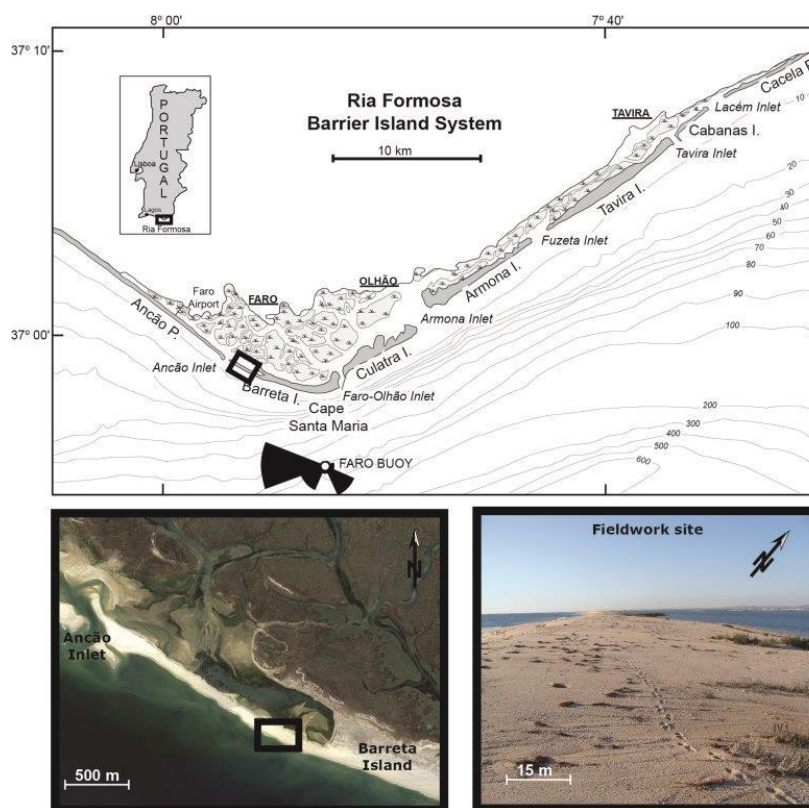 8° 00'
7° 40'
37° 10'
Ria Formosa
Barrier Island System
10 km
PORTUGAL
Lisboa
Lagos
Ria Formosa
TAVIRA
Lacém Inlet
Cabanas I.
Tavira Inlet
Tavira I.
Fuzeta Inlet
10
20
30
40
50
60
70
80
90
100
Faro
Airport
FARO
OLHÃO
Armona I.
Armona Inlet
37° 00'
Ancão P.
Ancão Inlet
Culatra I.
Barreta I.
Faro-Olhão Inlet
Cape
Santa Maria
200
300
400
500
600
FARO BUOY
N
Ancão
Inlet
Barreta
Island
500 m
Fieldwork site
N
15 m